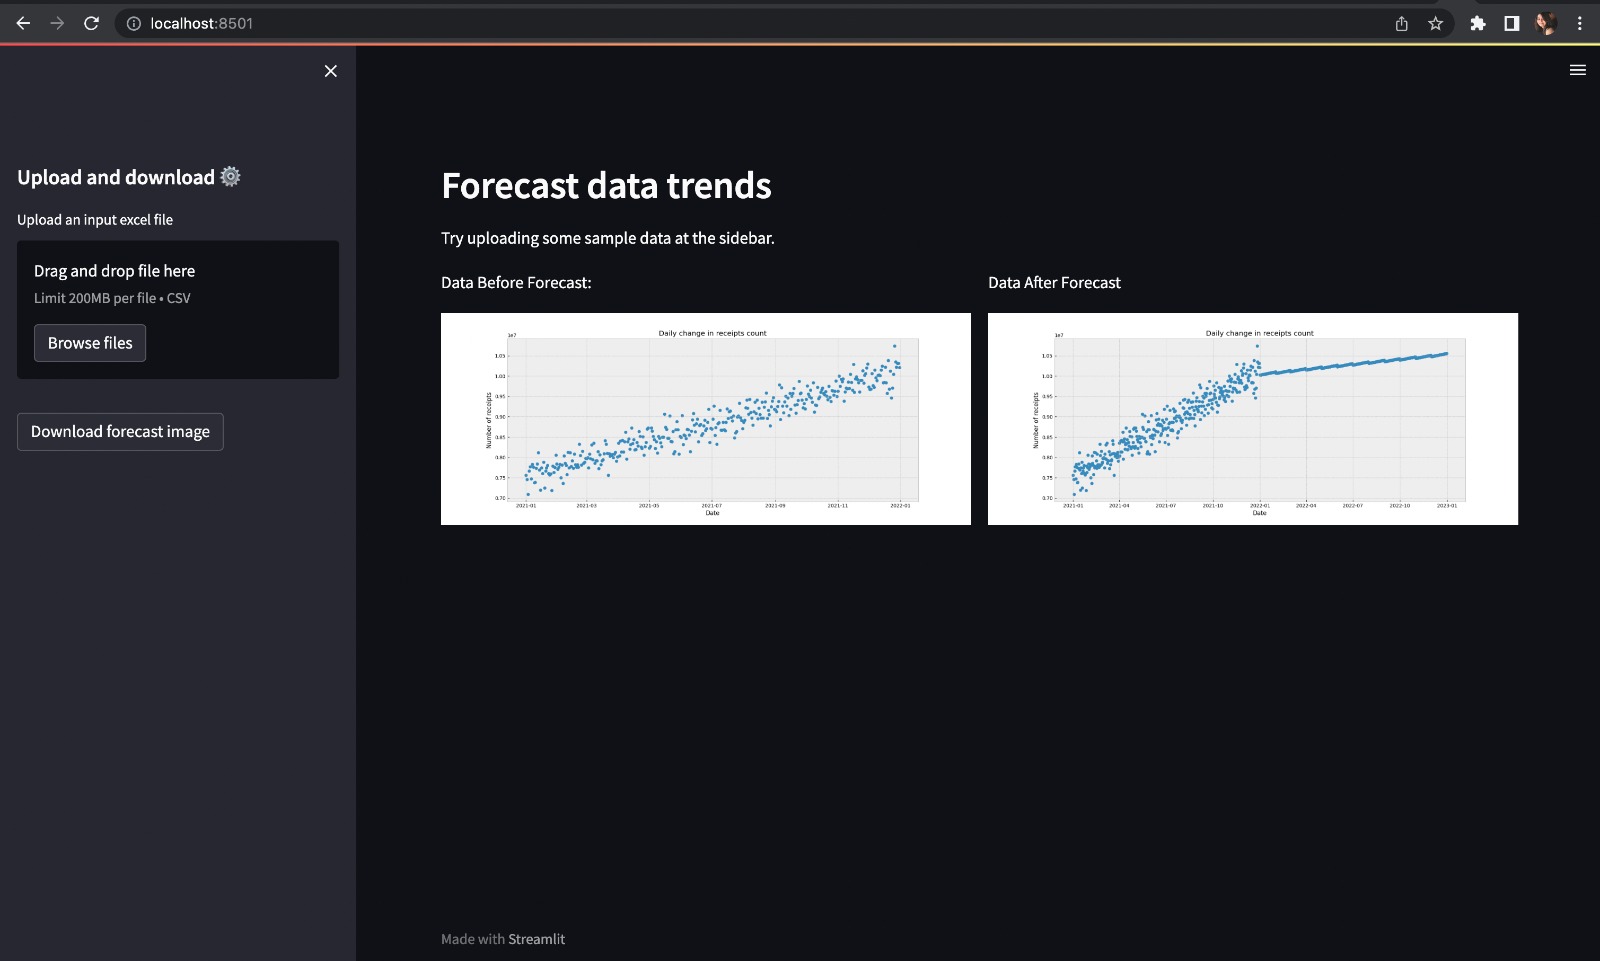 localhost:8501
Upload and download
Upload an input excel file
Drag and drop file here
Limit 200MB per file • CSV
Browse files
Download forecast image
Forecast data trends
Try uploading some sample data at the sidebar.
Data Before Forecast:
1e7
Daily change in receipts count
1.05
1.00
0.95
0.90
0.85
0.80
0.75
0.70
Number of receipts
2021-01 2021-03 2021-05 2021-07 2021-09 2021-11 2022-01
Date
Data After Forecast
1e7
Daily change in receipts count
1.05
1.00
0.95
0.90
0.85
0.80
0.75
0.70
Number of receipts
2021-01 2021-04 2021-07 2021-10 2022-01 2022-04 2022-07 2022-10 2023-01
Date
Made with Streamlit